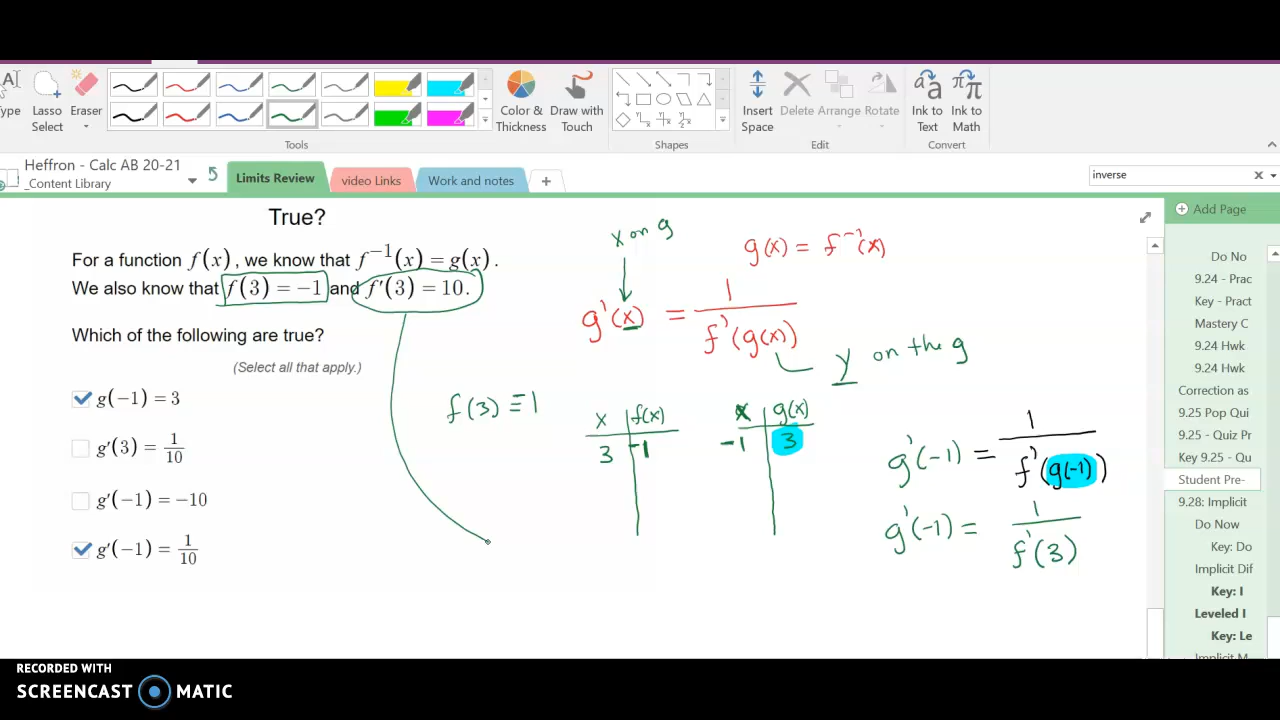 Type
Lasso Select
Eraser
Color & Thickness
Draw with Touch
Insert Space
Delete
Arrange
Rotate
Ink to Text
Ink to Math
Tools
Shapes
Edit
Convert
Heffron - Calc AB 20-21
_Content Library
Limits Review
video Links
Work and notes
+
inverse
True?
For a function f(x), we know that f⁻¹(x) = g(x).
We also know that f(3) = −1 and f′(3) = 10.
Which of the following are true?
(Select all that apply.)
g(−1) = 3
g′(3) = 1/10
g′(−1) = −10
g′(−1) = 1/10
x on g
g(x) = f⁻¹(x)
g'(x) = 1/f'(g(x))
y on the g
f(3) = -1
x f(x)
3 -1
x g(x)
-1 3
g'(-1) = 1/f'(g(-1))
g'(-1) = 1/f'(3)
Add Page
Do No
9.24 - Prac
Key - Pract
Mastery C
9.24 Hwk
9.24 Hwk
Correction as
9.25 Pop Qui
9.25 - Quiz Pr
Key 9.25 - Qu
Student Pre-
9.28: Implicit
Do Now
Key: Do
Implicit Dif
Key: I
Leveled I
Key: Le
Implicit M
RECORDED WITH
SCREENCAST MATIC